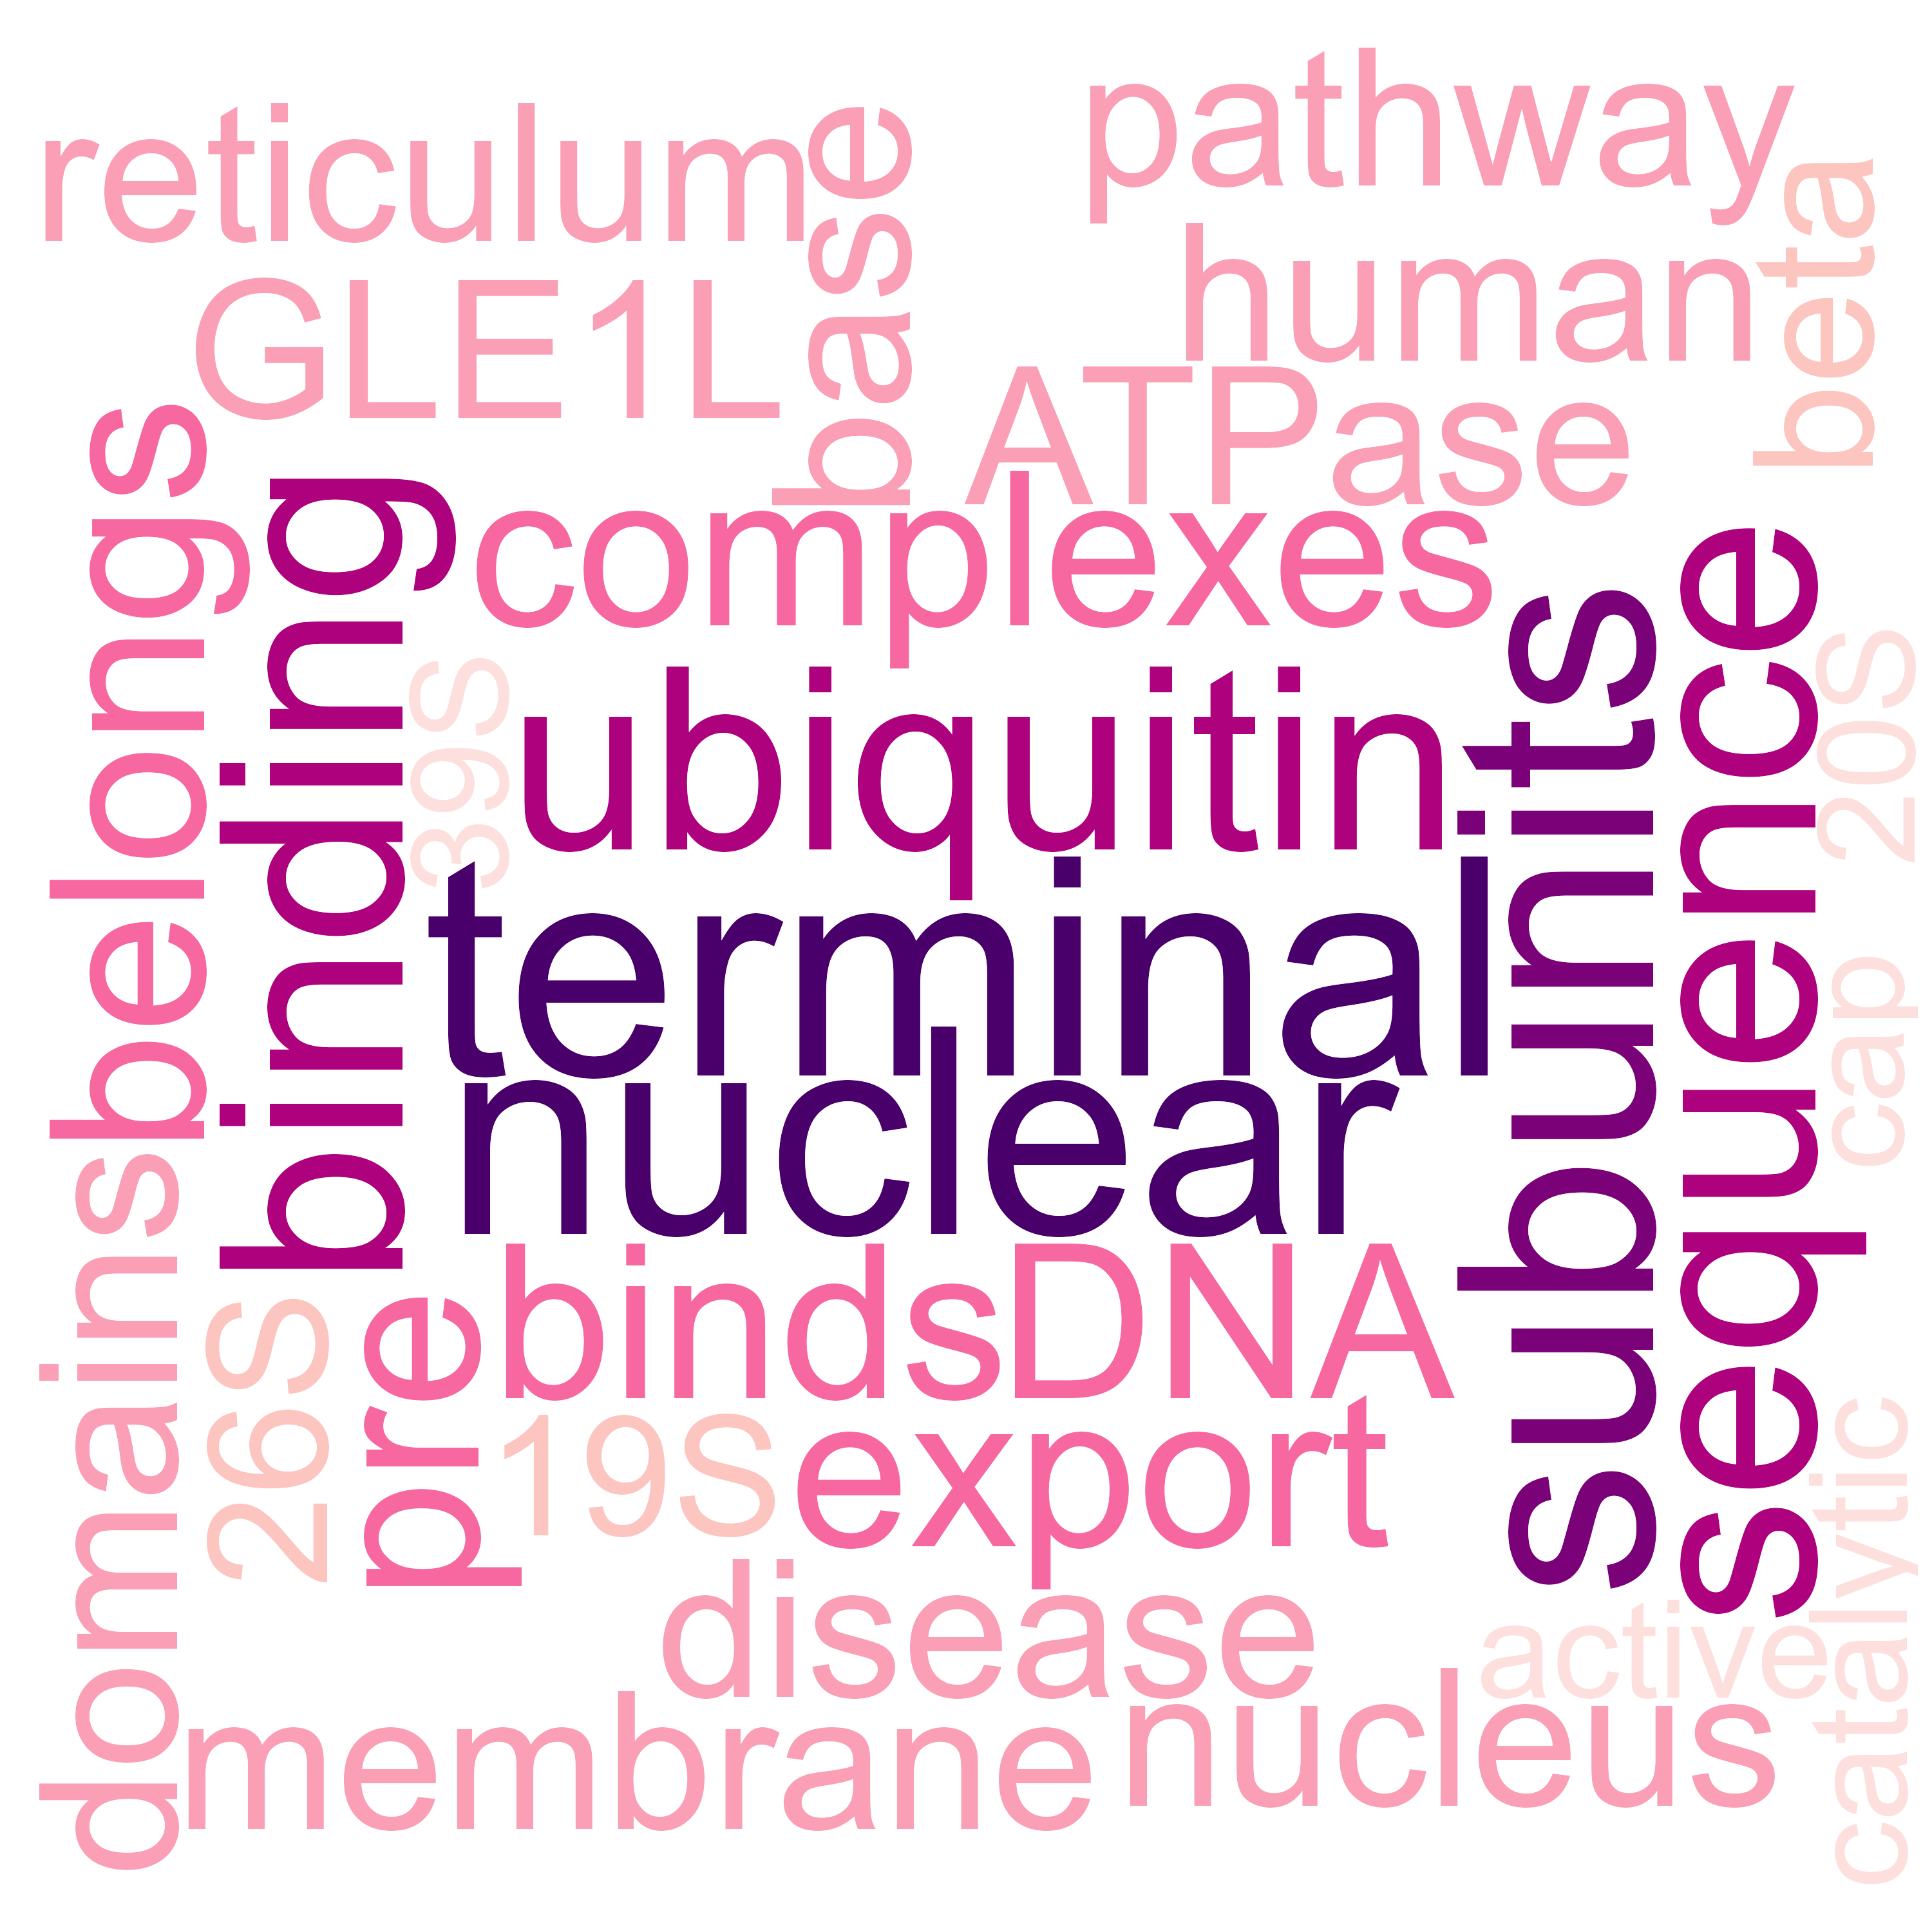 reticulum
pathway
base
beta
human
GLE1L
ATPase
belongs
binding
complexes
subunits
sequence
20s
39S
ubiquitin
terminal
cap
nuclear
domains
binds
DNA
26S
pre
19S
export
catalytic
disease
active
membrane
nucleus